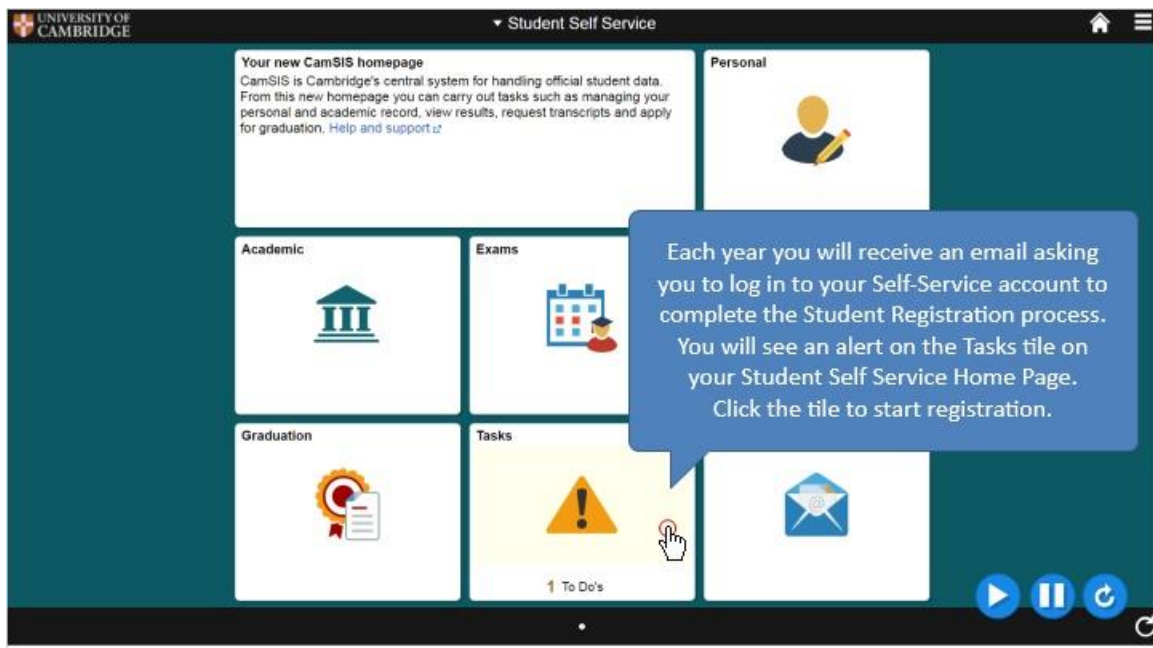 UNIVERSITY OF
CAMBRIDGE
Student Self Service
Your new CamSIS homepage
CamSIS is Cambridge's central system for handling official student data.
From this new homepage you can carry out tasks such as managing your
personal and academic record, view results, request transcripts and apply
for graduation. Help and support
Personal
Academic
Exams
Each year you will receive an email asking
you to log in to your Self-Service account to
complete the Student Registration process.
You will see an alert on the Tasks tile on
your Student Self Service Home Page.
Click the tile to start registration.
Graduation
Tasks
@
1 To Do's